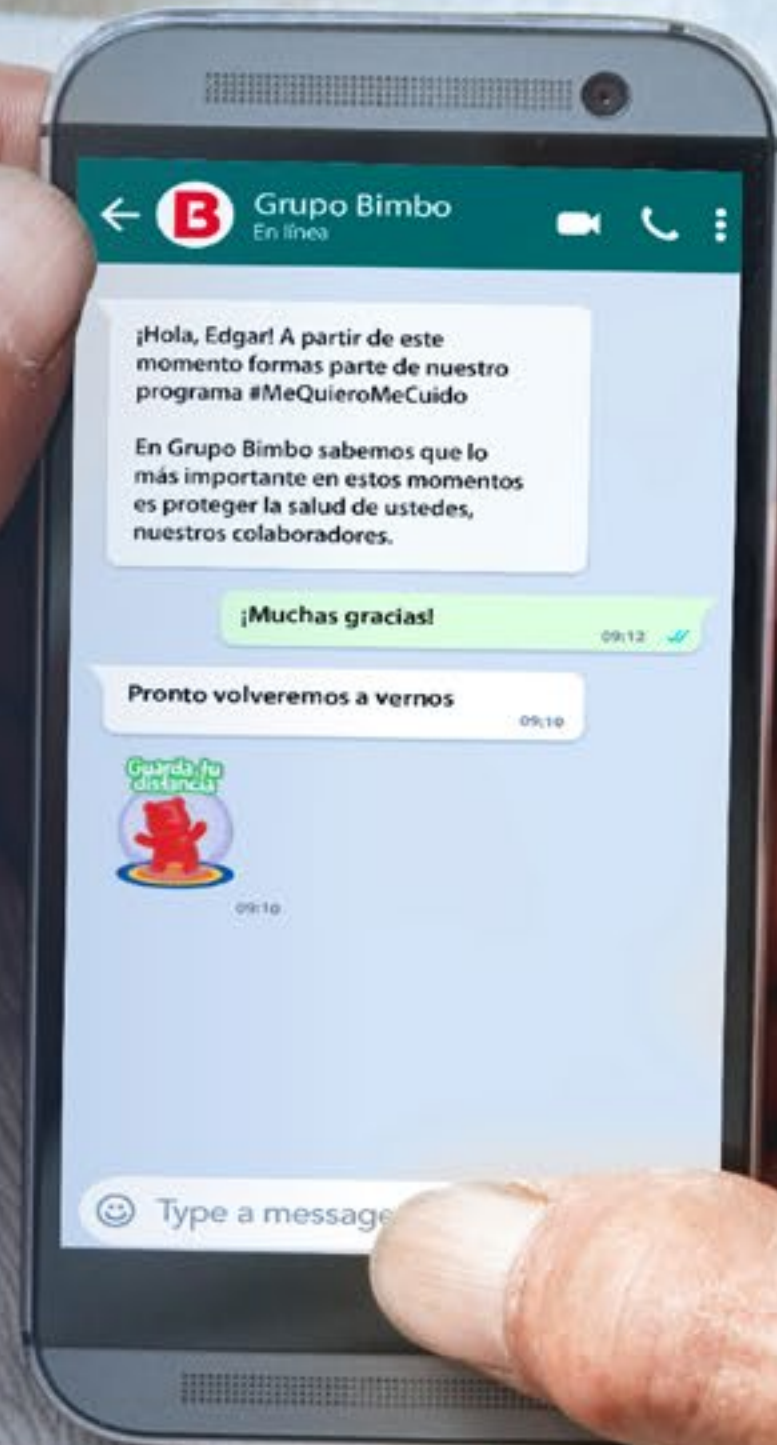 B
Grupo Bimbo
En línea
¡Hola, Edgar! A partir de este
momento formas parte de nuestro
programa #MeQuieroMeCuido
En Grupo Bimbo sabemos que lo
más importante en estos momentos
es proteger la salud de ustedes,
nuestros colaboradores.
¡Muchas gracias!
09:12
Pronto volveremos a vernos
09:10
Guarda tu
distancia
09:10
Type a message